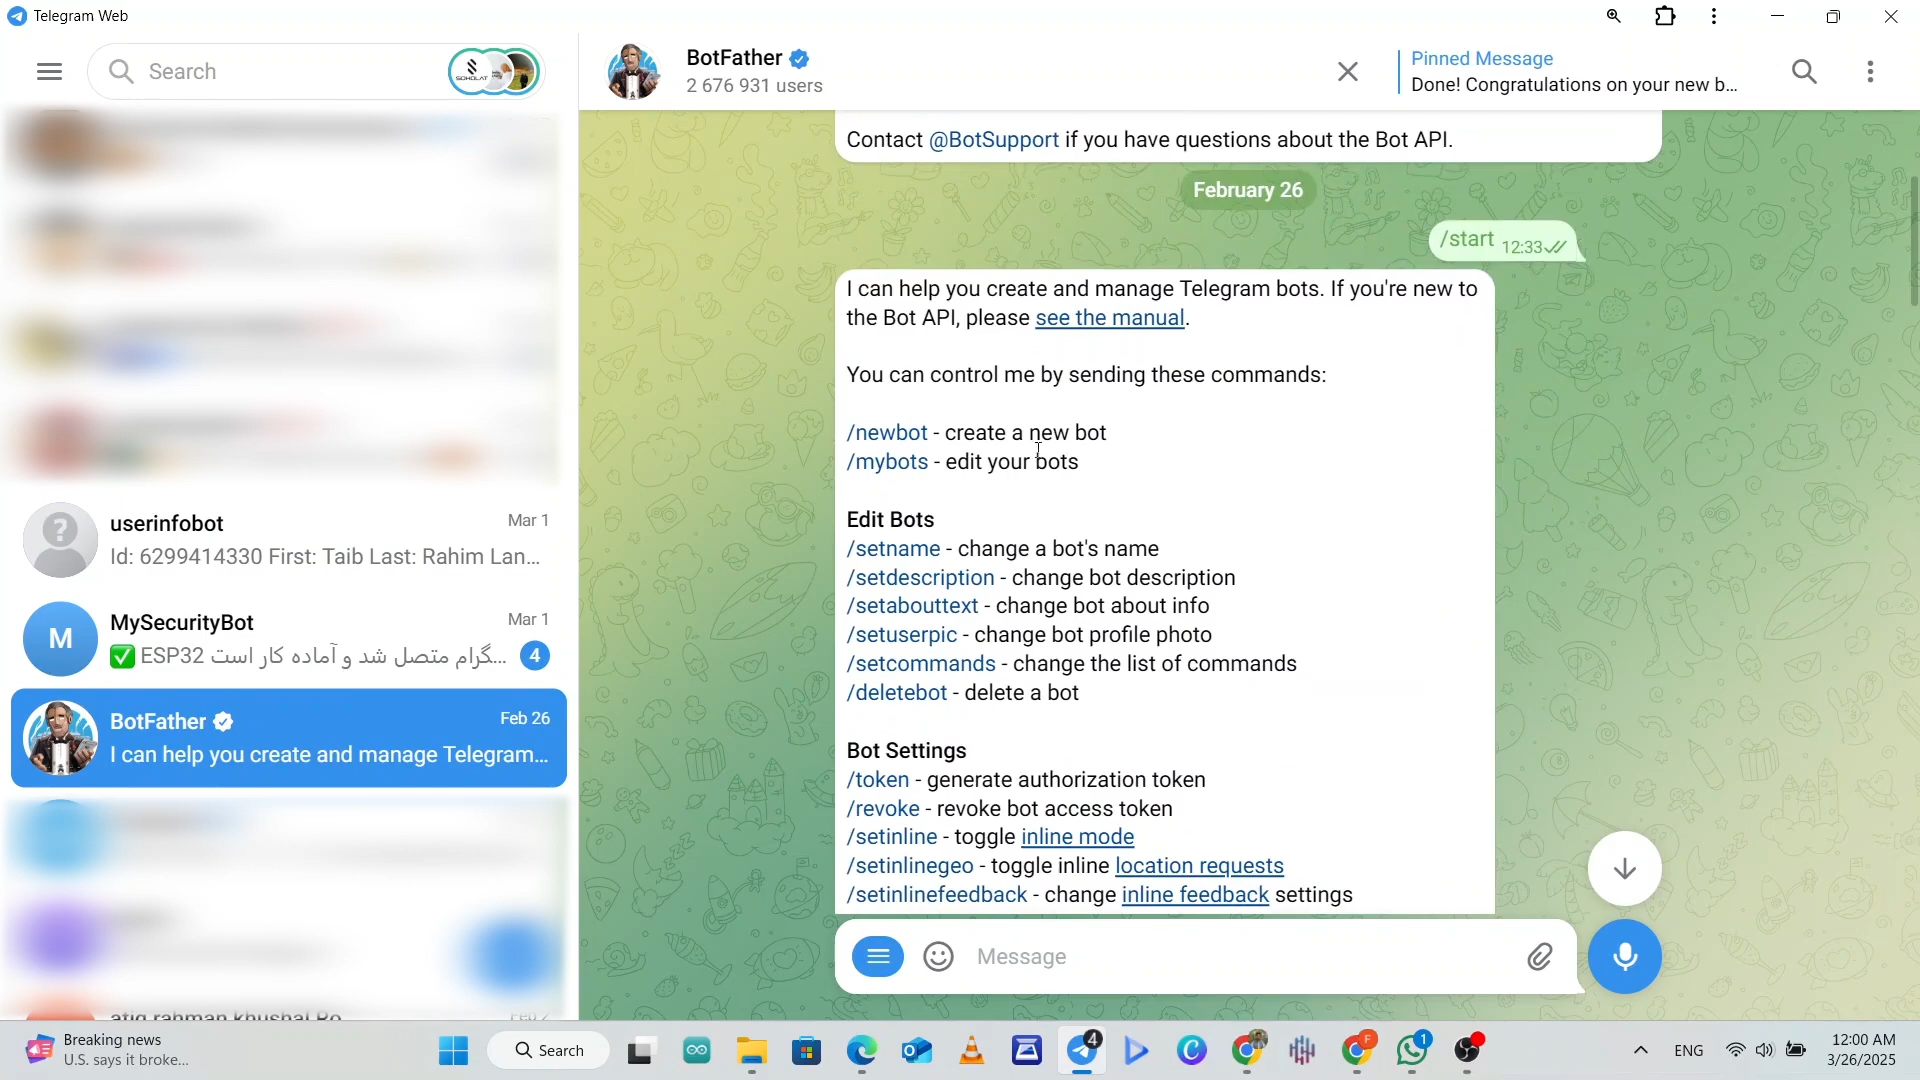 Telegram Web
Search
SOHOLAT
BotFather
2 676 931 users
Pinned Message
Done! Congratulations on your new b...
Contact @BotSupport if you have questions about the Bot API.
February 26
/start 12:33
I can help you create and manage Telegram bots. If you're new to
the Bot API, please see the manual.
You can control me by sending these commands:
/newbot - create a new bot
/mybots - edit your bots
Edit Bots
/setname - change a bot's name
/setdescription - change bot description
/setabouttext - change bot about info
/setuserpic - change bot profile photo
/setcommands - change the list of commands
/deletebot - delete a bot
Bot Settings
/token - generate authorization token
/revoke - revoke bot access token
/setinline - toggle inline mode
/setinlinegeo - toggle inline location requests
/setinlinefeedback - change inline feedback settings
Message
userinfobot Mar 1
Id: 6299414330 First: Taib Last: Rahim Lan...
M
MySecurityBot Mar 1
✅ ESP32 گرام متصل شد و آماده کار است... 4
BotFather Feb 26
I can help you create and manage Telegram...
atiq rahman khushal Ro Feb 2
Breaking news
U.S. says it broke...
Search
4
F
1
ENG
12:00 AM
3/26/2025